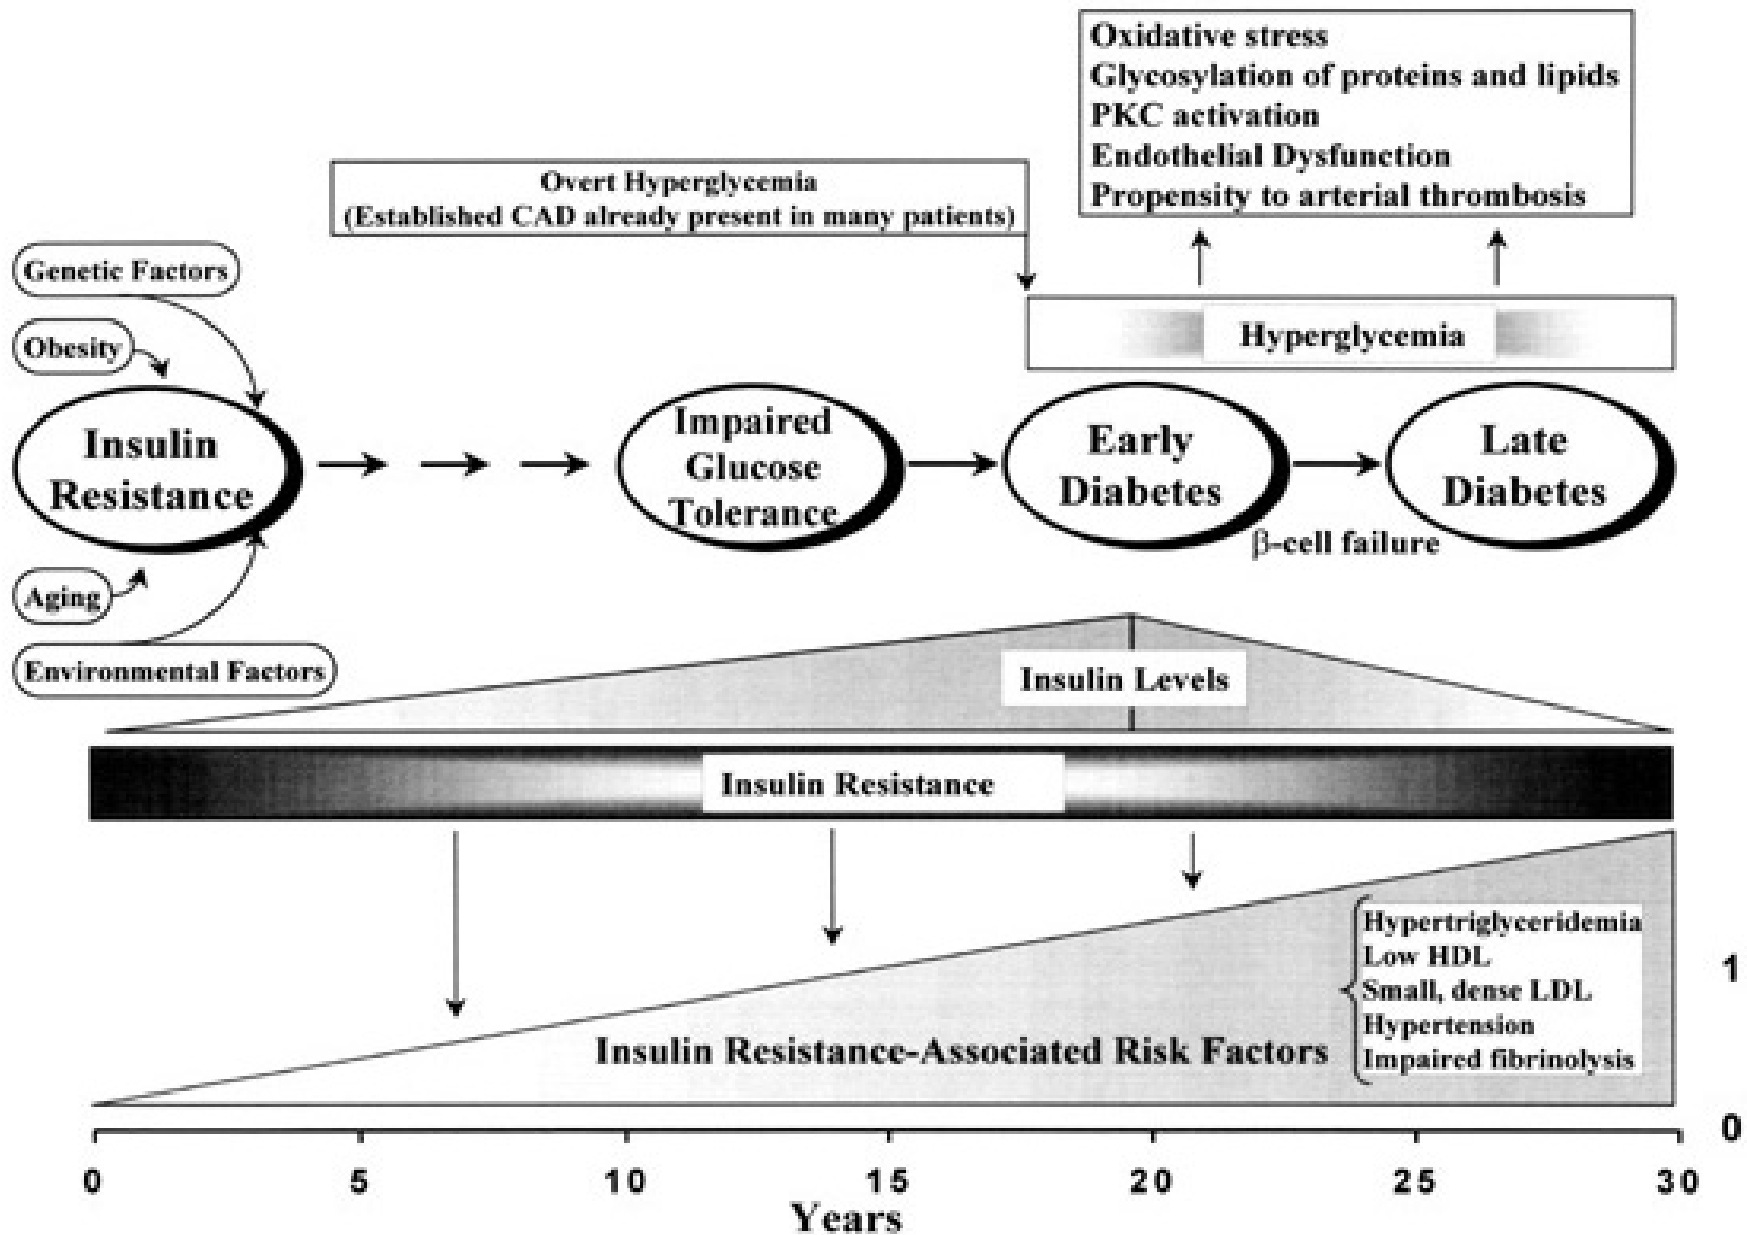 Oxidative stress
Glycosylation of proteins and lipids
PKC activation
Endothelial Dysfunction
Propensity to arterial thrombosis
Overt Hyperglycemia
(Established CAD already present in many patients)
Genetic Factors
Obesity
Hyperglycemia
Insulin
Resistance
Impaired
Glucose
Tolerance
Early
Diabetes
Late
Diabetes
β-cell failure
Aging
Environmental Factors
Insulin Levels
Insulin Resistance
Hypertriglyceridemia
Low HDL
Small, dense LDL
Hypertension
Impaired fibrinolysis
Insulin Resistance-Associated Risk Factors
1
0
0 5 10 15 20 25 30
Years